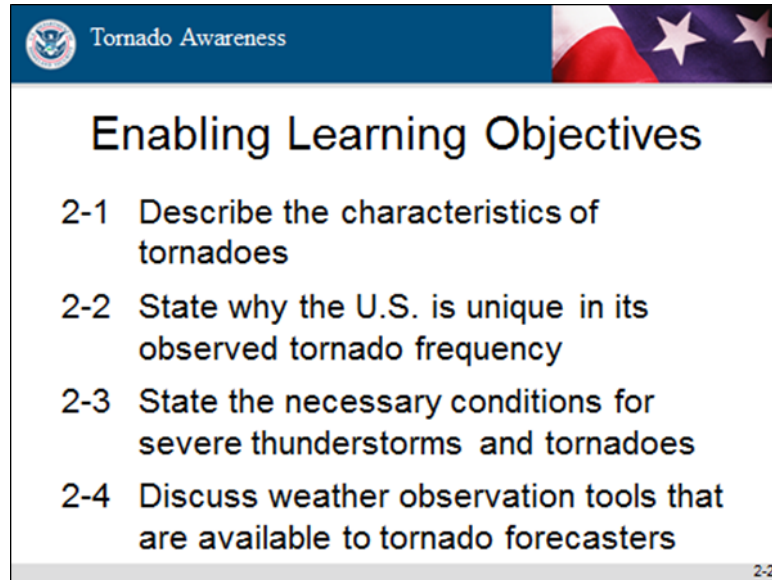 Tornado Awareness
Enabling Learning Objectives
2-1 Describe the characteristics of
tornadoes
2-2 State why the U.S. is unique in its
observed tornado frequency
2-3 State the necessary conditions for
severe thunderstorms and tornadoes
2-4 Discuss weather observation tools that
are available to tornado forecasters
2-2